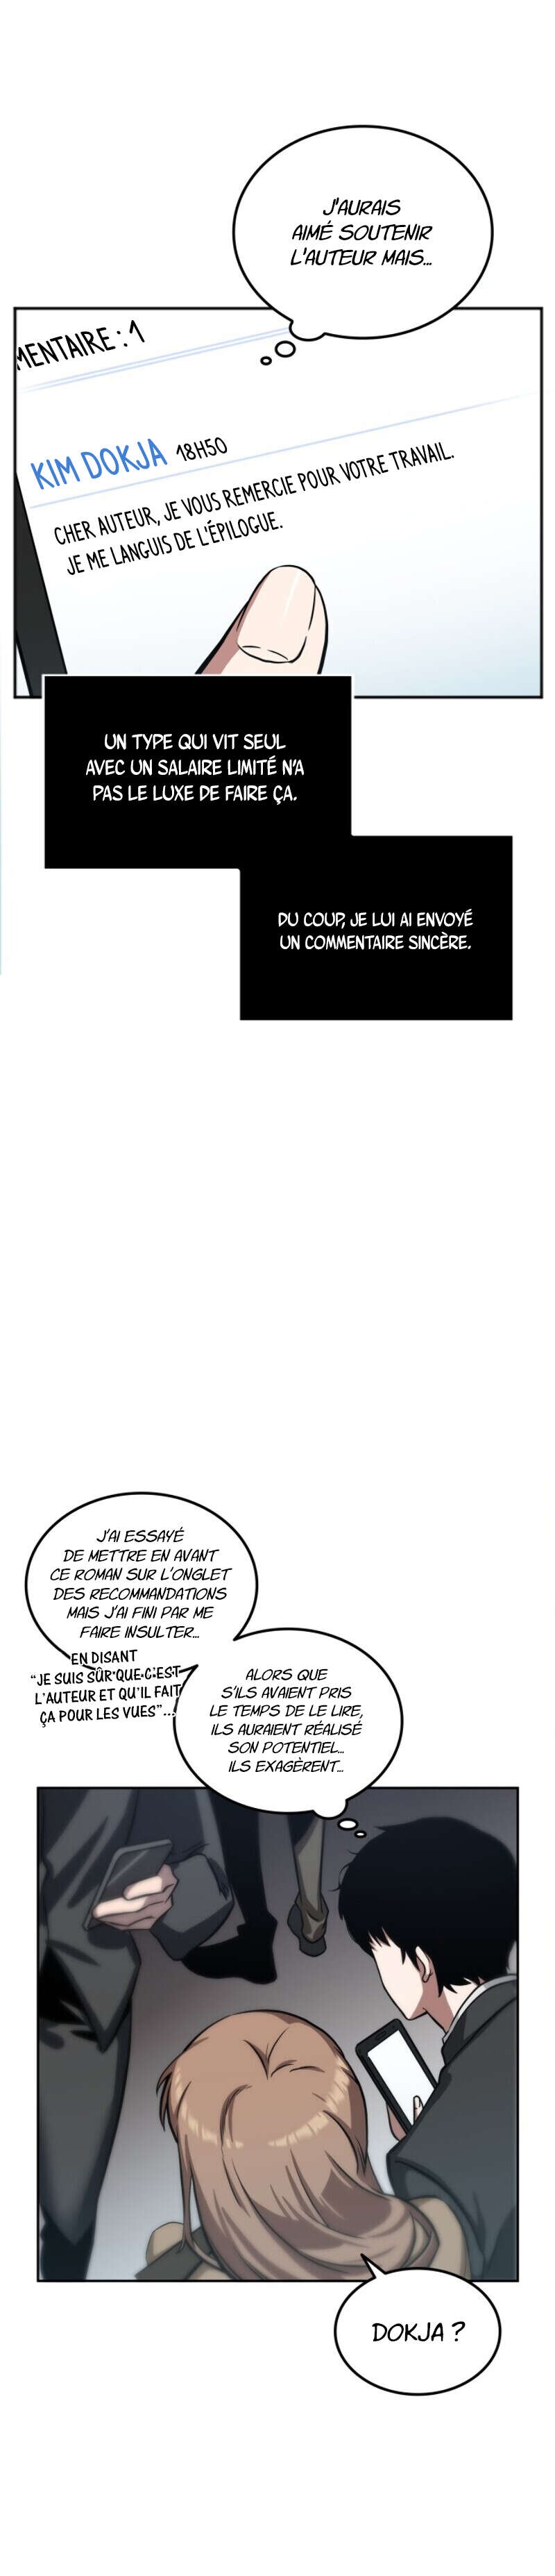 J'AURAIS
AIMÉ SOUTENIR
L'AUTEUR MAIS...
MENTAIRE : 1
KIM DOKJA 18H50
CHER AUTEUR, JE VOUS REMERCIE POUR VOTRE TRAVAIL.
JE ME LANGUIS DE L'ÉPILOGUE.
UN TYPE QUI VIT SEUL
AVEC UN SALAIRE LIMITÉ N'A
PAS LE LUXE DE FAIRE ÇA.
DU COUP, JE LUI AI ENVOYÉ
UN COMMENTAIRE SINCÈRE.
J'AI ESSAYÉ
DE METTRE EN AVANT
CE ROMAN SUR L'ONGLET
DES RECOMMANDATIONS
MAIS J'AI FINI PAR ME
FAIRE INSULTER...
EN DISANT
"JE SUIS SÛR QUE C'EST
L'AUTEUR ET QU'IL FAIT
ÇA POUR LES VUES"...
ALORS QUE
S'ILS AVAIENT PRIS
LE TEMPS DE LE LIRE,
ILS AURAIENT RÉALISÉ
SON POTENTIEL...
ILS EXAGÈRENT...
DOKJA ?